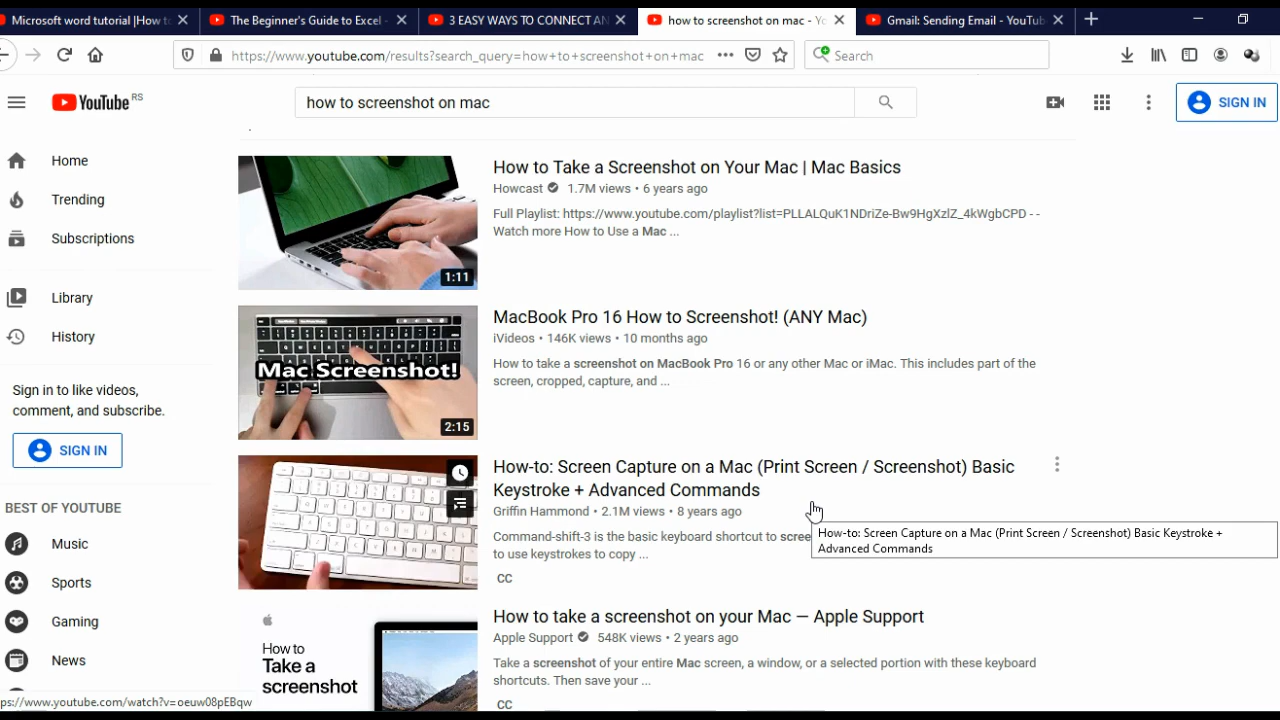 Microsoft word tutorial |How to
The Beginner's Guide to Excel -
3 EASY WAYS TO CONNECT AN
how to screenshot on mac - Yo
Gmail: Sending Email - YouTub
https://www.youtube.com/results?search_query=how+to+screenshot+on+mac
Search
YouTube RS
how to screenshot on mac
SIGN IN
Home
Trending
Subscriptions
Library
History
Sign in to like videos,
comment, and subscribe.
SIGN IN
BEST OF YOUTUBE
Music
Sports
Gaming
News
1:11
How to Take a Screenshot on Your Mac | Mac Basics
Howcast 1.7M views • 6 years ago
Full Playlist: https://www.youtube.com/playlist?list=PLLALQuK1NDriZe-Bw9HgXzlZ_4kWgbCPD - -
Watch more How to Use a Mac ...
Mac Screenshot!
2:15
MacBook Pro 16 How to Screenshot! (ANY Mac)
iVideos • 146K views • 10 months ago
How to take a screenshot on MacBook Pro 16 or any other Mac or iMac. This includes part of the
screen, cropped, capture, and ...
How-to: Screen Capture on a Mac (Print Screen / Screenshot) Basic
Keystroke + Advanced Commands
Griffin Hammond • 2.1M views • 8 years ago
Command-shift-3 is the basic keyboard shortcut to scree
to use keystrokes to copy ...
CC
How-to: Screen Capture on a Mac (Print Screen / Screenshot) Basic Keystroke +
Advanced Commands
How to
Take a
screenshot
How to take a screenshot on your Mac — Apple Support
Apple Support 548K views • 2 years ago
Take a screenshot of your entire Mac screen, a window, or a selected portion with these keyboard
shortcuts. Then save your ...
CC
ps://www.youtube.com/watch?v=oeuw08pEBqw